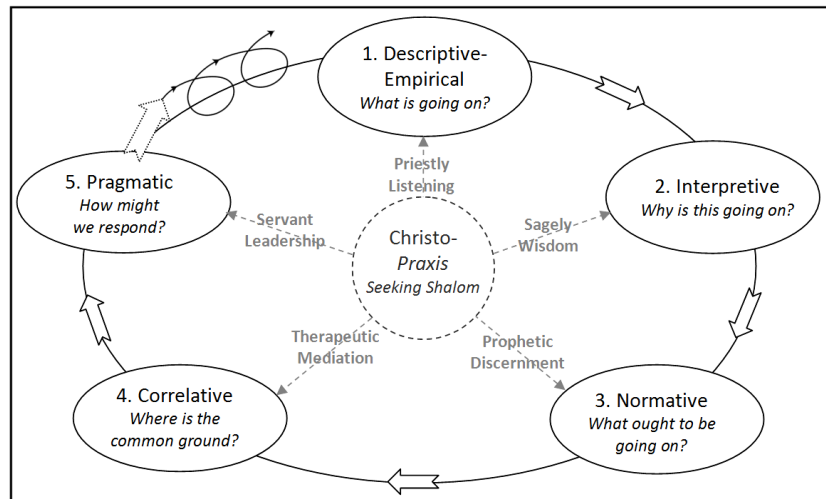 1. Descriptive-
Empirical
What is going on?
Priestly
Listening
2. Interpretive
Why is this going on?
Sagely
Wisdom
5. Pragmatic
How might
we respond?
Servant
Leadership
Christo-
Praxis
Seeking Shalom
Therapeutic
Mediation
Prophetic
Discernment
4. Correlative
Where is the
common ground?
3. Normative
What ought to be
going on?